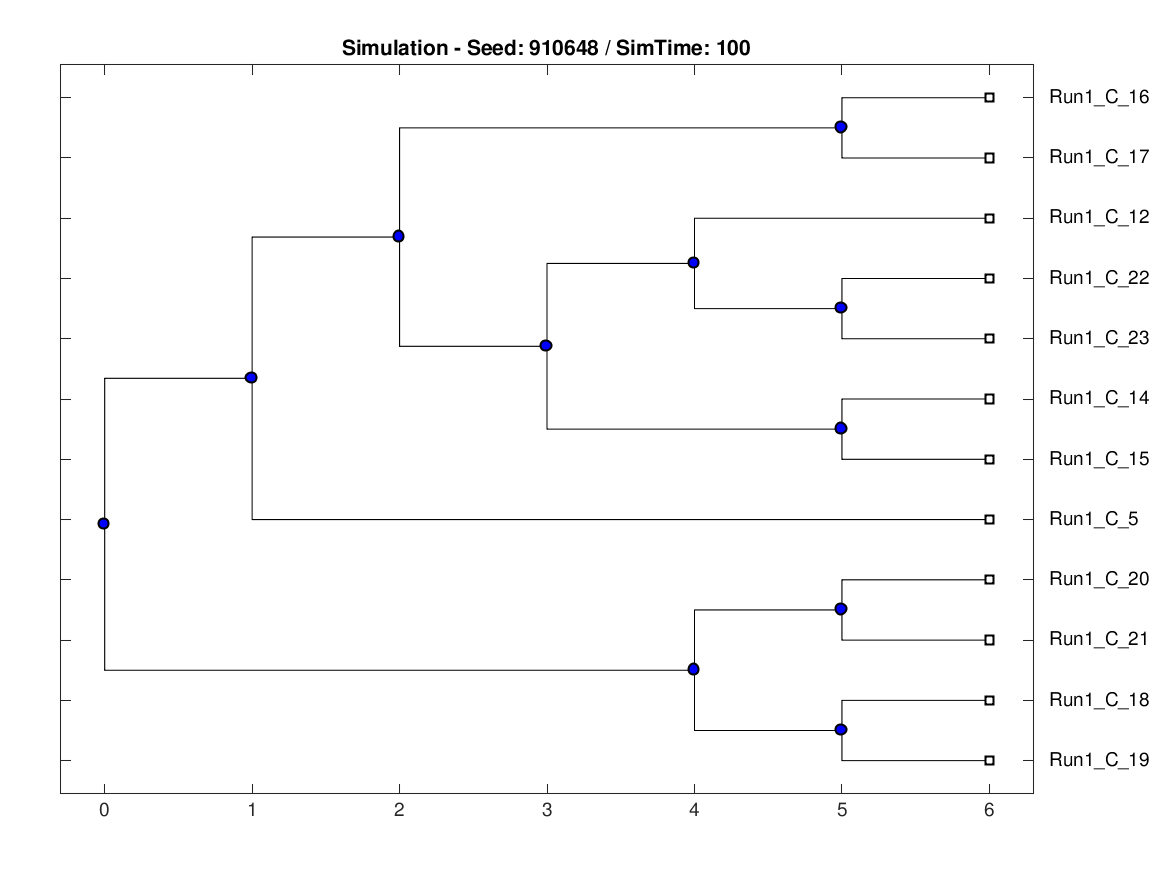 Simulation - Seed: 910648 / SimTime: 100
Run1_C_16
Run1_C_17
Run1_C_12
Run1_C_22
Run1_C_23
Run1_C_14
Run1_C_15
Run1_C_5
Run1_C_20
Run1_C_21
Run1_C_18
Run1_C_19
0 1 2 3 4 5 6